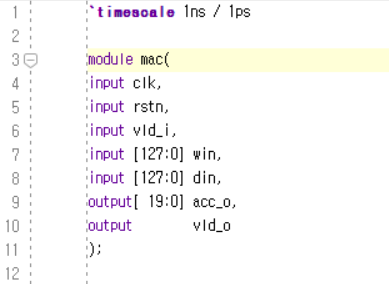 1 `timescale 1ns / 1ps
2
3 module mac(
4 input clk,
5 input rstn,
6 input vld_i,
7 input [127:0] win,
8 input [127:0] din,
9 output[ 19:0] acc_o,
10 output        vld_o
11 );
12